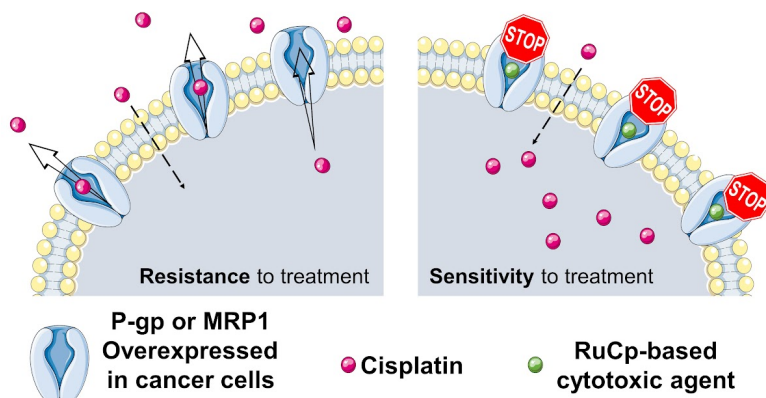 STOP
STOP
STOP
Resistance to treatment
Sensitivity to treatment
P-gp or MRP1
Overexpressed
in cancer cells
Cisplatin
RuCp-based
cytotoxic agent